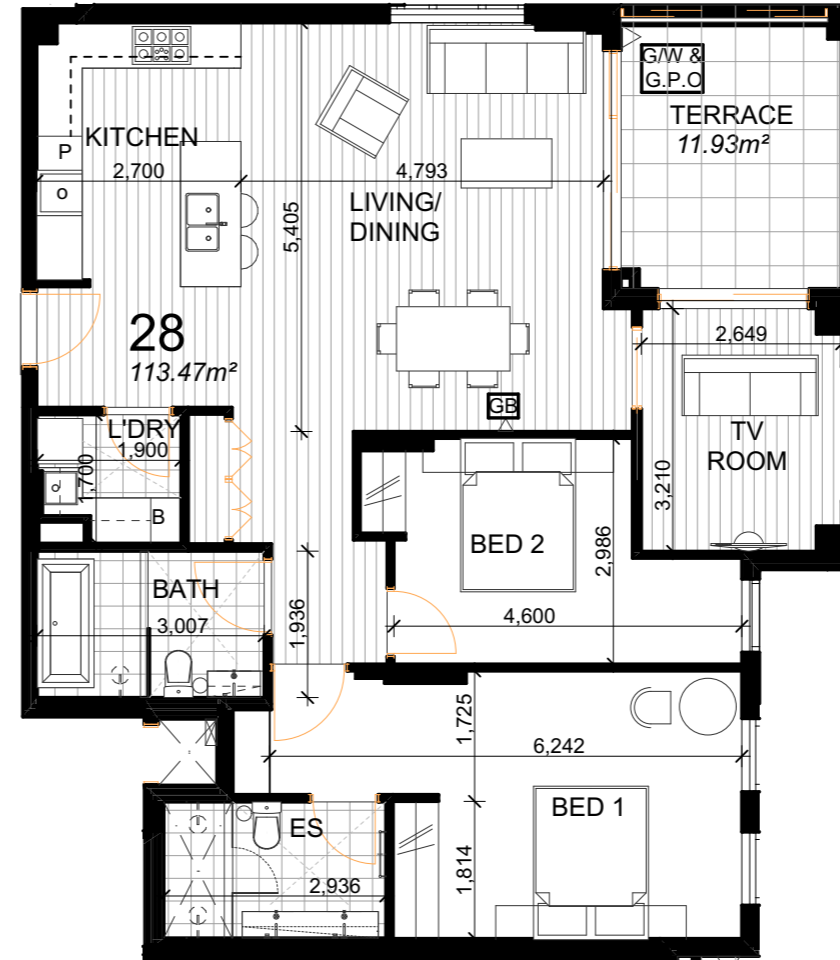 G/W &
G.P.O
TERRACE
11.93m²
KITCHEN
P
2,700
4,793
LIVING/
DINING
5,405
28
113.47m²
2,649
GB
TV
ROOM
3,210
L'DRY
1,900
1,700
B
BED 2
2,986
BATH
3,007
1,936
4,600
1,725
6,242
BED 1
ES
2,936
1,814